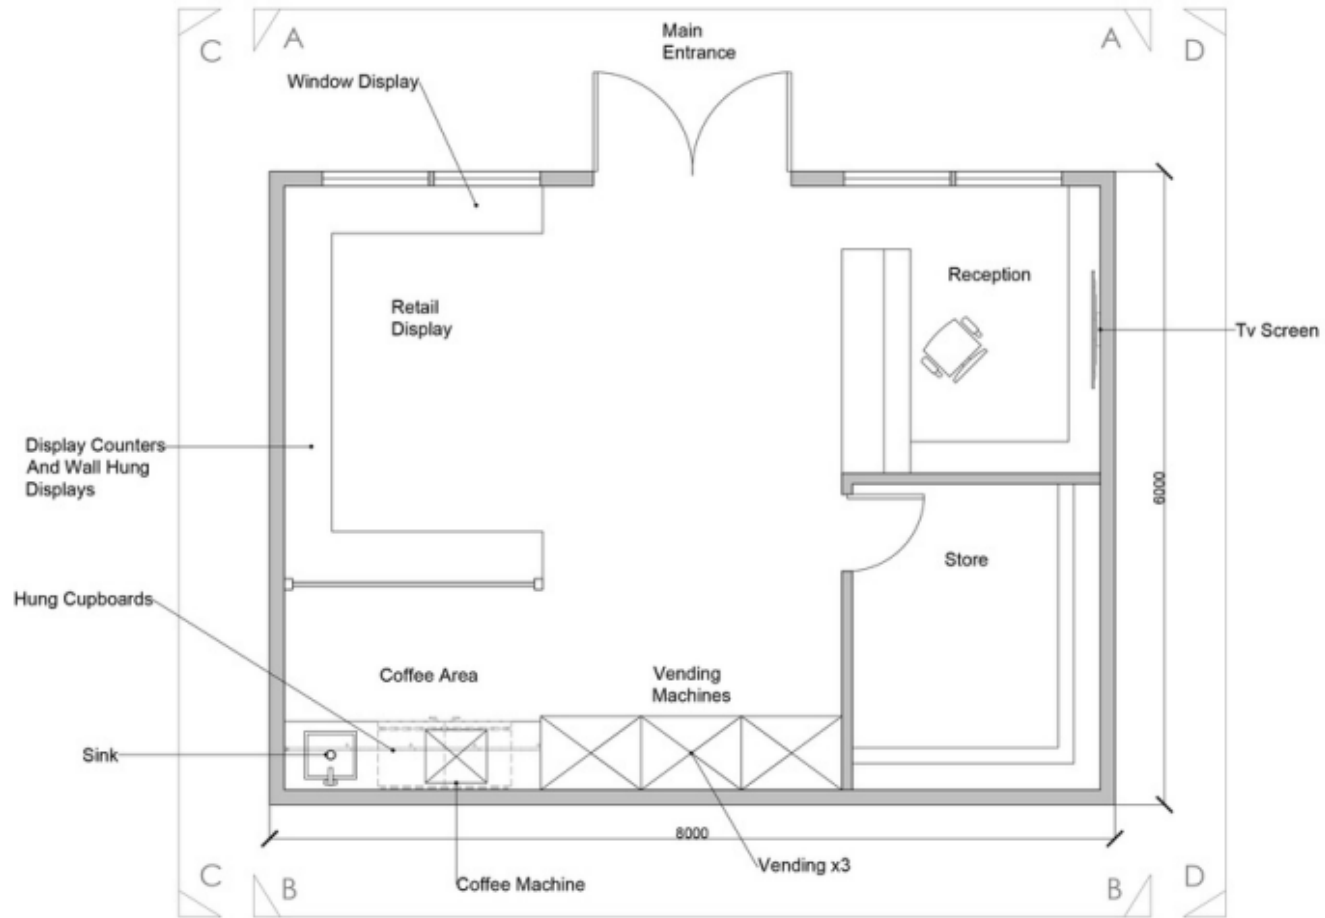 C
A
A
D
Main
Entrance
Window Display
Reception
Retail
Display
Tv Screen
Display Counters
And Wall Hung
Displays
6000
Store
Hung Cupboards
Coffee Area
Vending
Machines
Sink
8000
Vending x3
Coffee Machine
C
B
B
D